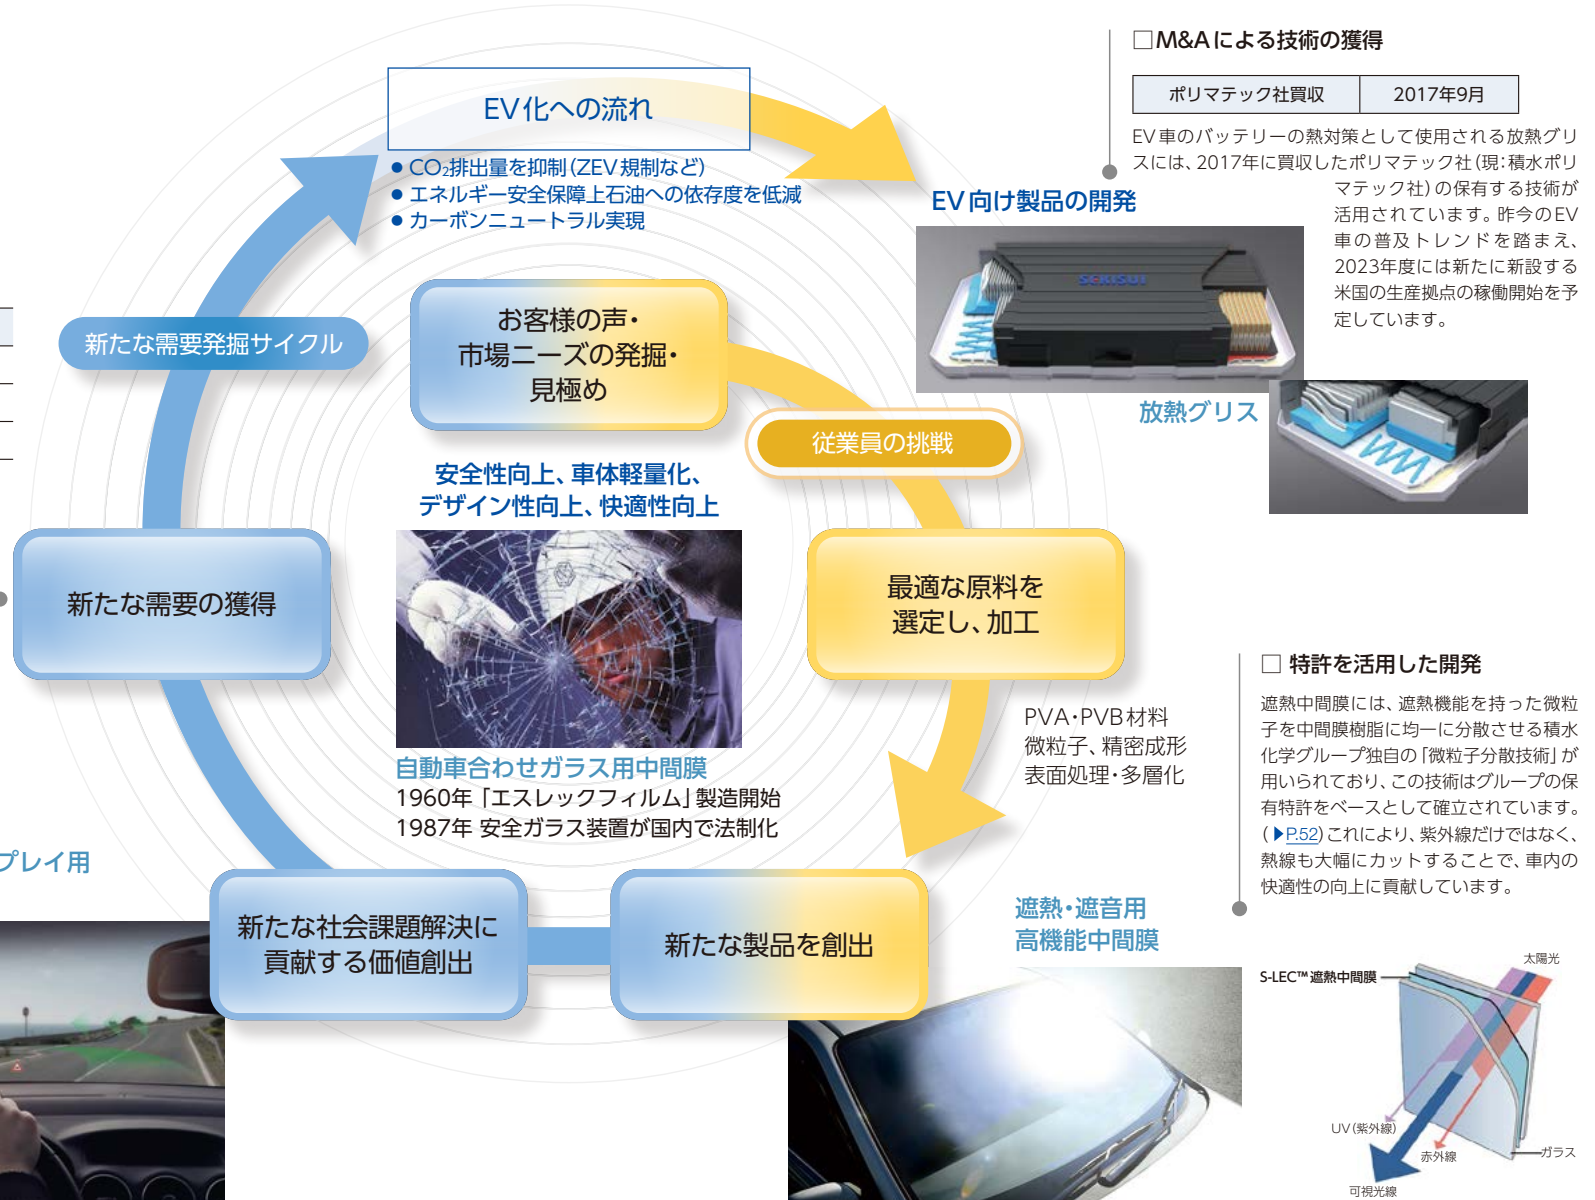 □M&Aによる技術の獲得
ポリマテック社買収 2017年9月
EV車のバッテリーの熱対策として使用される放熱グリ
スには、2017年に買収したポリマテック社(現:積水ポリ
マテック社)の保有する技術が
活用されています。昨今のEV
車の普及トレンドを踏まえ、
2023年度には新たに新設する
米国の生産拠点の稼働開始を予
定しています。
EV化への流れ
● CO₂排出量を抑制(ZEV規制など)
● エネルギー安全保障上石油への依存度を低減
● カーボンニュートラル実現
EV向け製品の開発
SEKISUI
放熱グリス
新たな需要発掘サイクル
お客様の声・
市場ニーズの発掘・
見極め
従業員の挑戦
安全性向上、車体軽量化、
デザイン性向上、快適性向上
新たな需要の獲得
最適な原料を
選定し、加工
PVA・PVB材料
微粒子、精密成形
表面処理・多層化
自動車合わせガラス用中間膜
1960年「エスレックフィルム」製造開始
1987年 安全ガラス装置が国内で法制化
□ 特許を活用した開発
遮熱中間膜には、遮熱機能を持った微粒
子を中間膜樹脂に均一に分散させる積水
化学グループ独自の「微粒子分散技術」が
用いられており、この技術はグループの保
有特許をベースとして確立されています。
(▶P.52)これにより、紫外線だけではなく、
熱線も大幅にカットすることで、車内の
快適性の向上に貢献しています。
プレイ用
新たな社会課題解決に
貢献する価値創出
新たな製品を創出
遮熱・遮音用
高機能中間膜
太陽光
S-LEC™遮熱中間膜
UV(紫外線)
赤外線
ガラス
可視光線